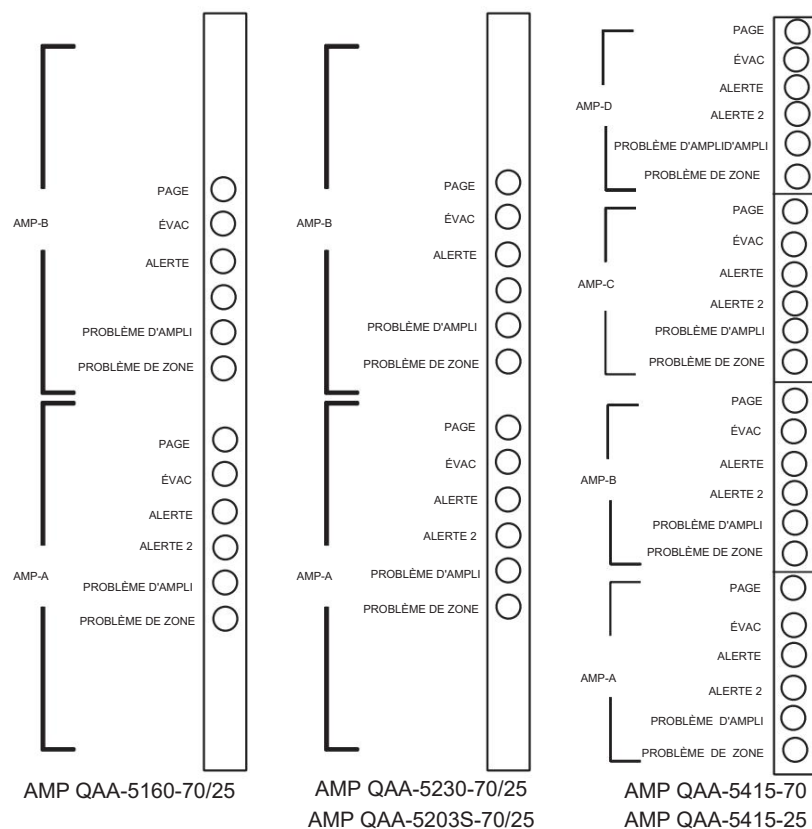 PAGE
ÉVAC
AMP-B
ALERTE
PROBLÈME D'AMPLI
PROBLÈME DE ZONE
PAGE
ÉVAC
ALERTE
ALERTE 2
AMP-A
PROBLÈME D'AMPLI
PROBLÈME DE ZONE
AMP QAA-5160-70/25
PAGE
ÉVAC
AMP-B
ALERTE
PROBLÈME D'AMPLI
PROBLÈME DE ZONE
PAGE
ÉVAC
ALERTE
ALERTE 2
AMP-A
PROBLÈME D'AMPLI
PROBLÈME DE ZONE
AMP QAA-5230-70/25
AMP QAA-5203S-70/25
PAGE
ÉVAC
ALERTE
AMP-D
ALERTE 2
PROBLÈME D'AMPLID'AMPLI
PROBLÈME DE ZONE
PAGE
ÉVAC
ALERTE
AMP-C
ALERTE 2
PROBLÈME D'AMPLI
PROBLÈME DE ZONE
PAGE
ÉVAC
ALERTE
AMP-B
ALERTE 2
PROBLÈME D'AMPLI
PROBLÈME DE ZONE
PAGE
ÉVAC
ALERTE
AMP-A
ALERTE 2
PROBLÈME D'AMPLI
PROBLÈME DE ZONE
AMP QAA-5415-70
AMP QAA-5415-25